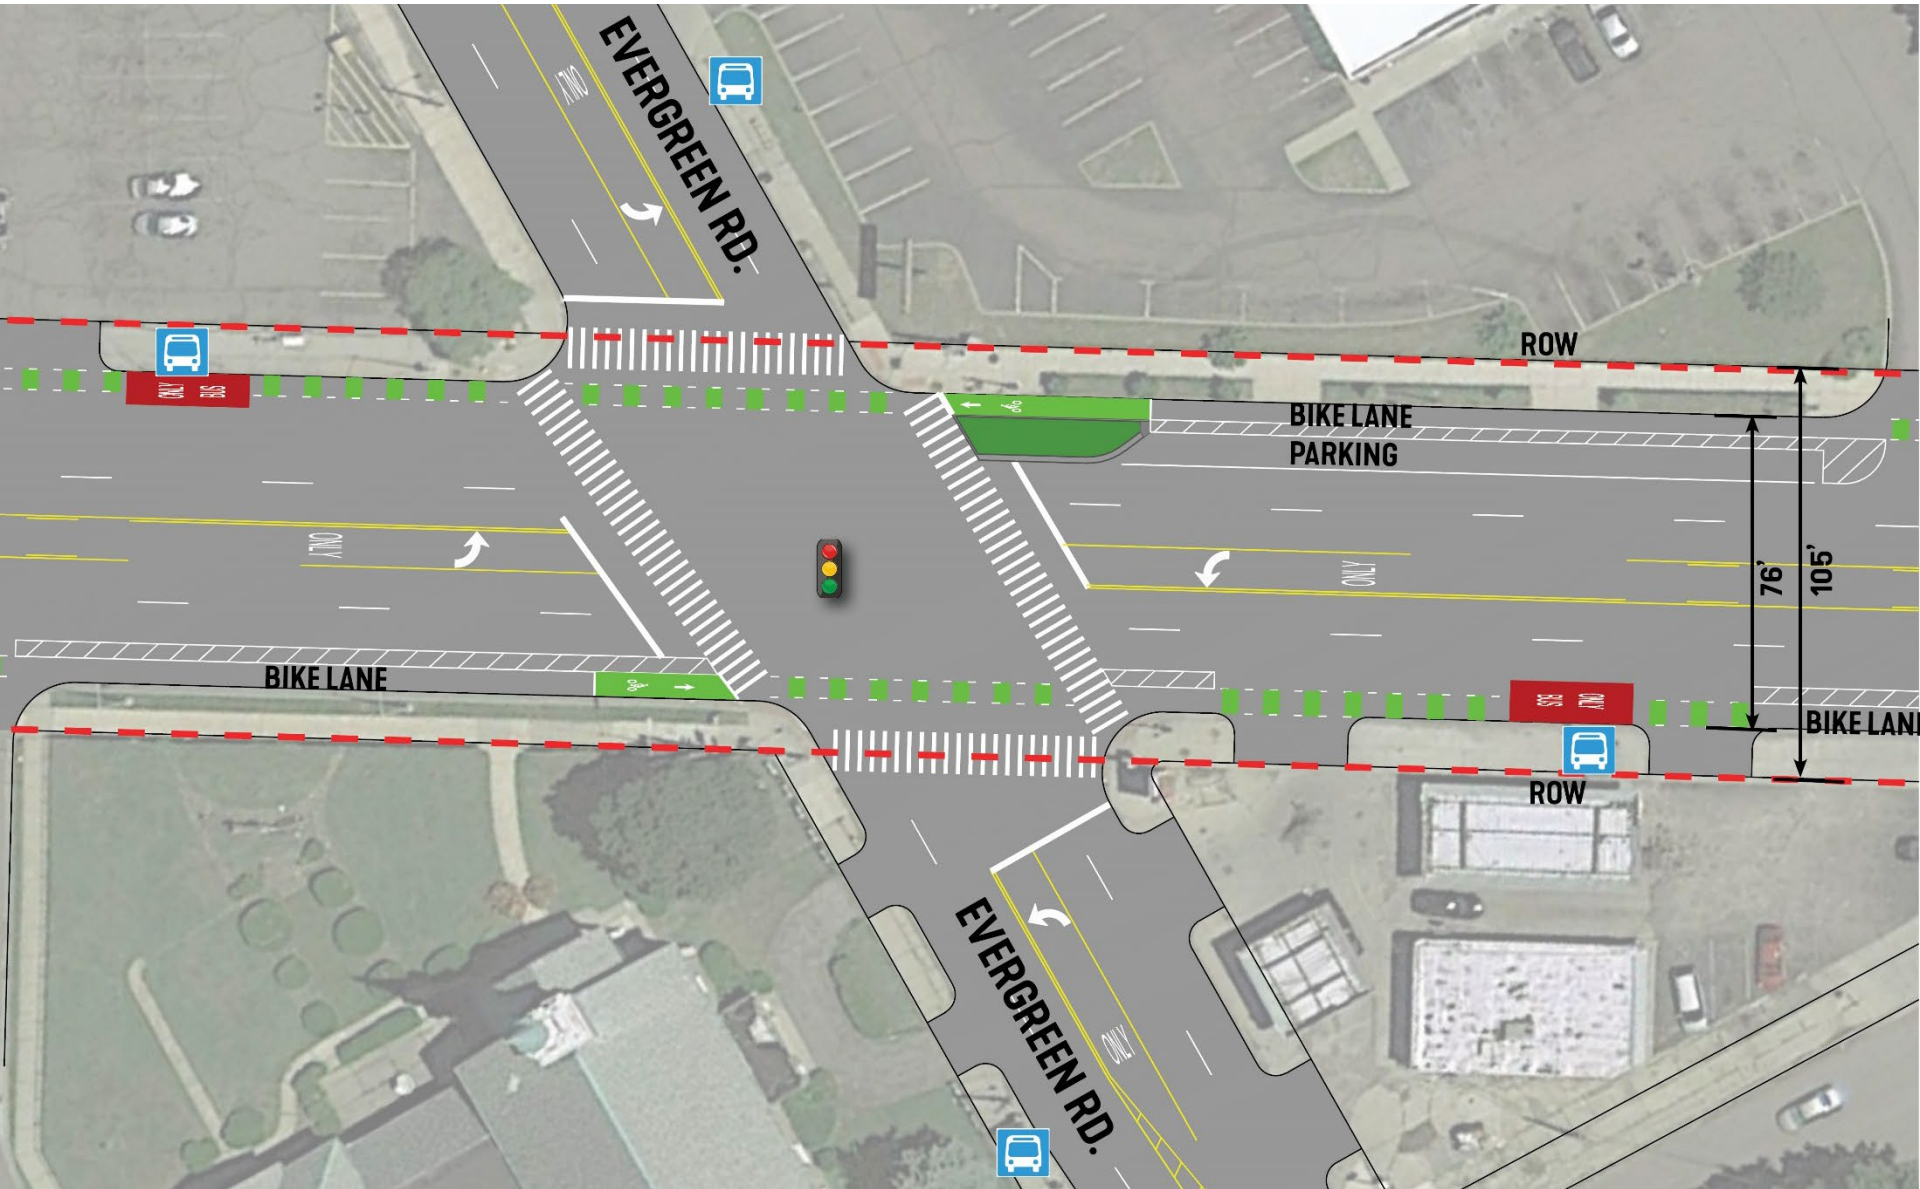 ONLY
EVERGREEN RD.
ROW
ONLY
BUS
BIKE LANE
PARKING
ONLY
ONLY
76'
105'
BIKE LANE
BUS
ONLY
BIKE LAN
ROW
EVERGREEN RD.
ONLY